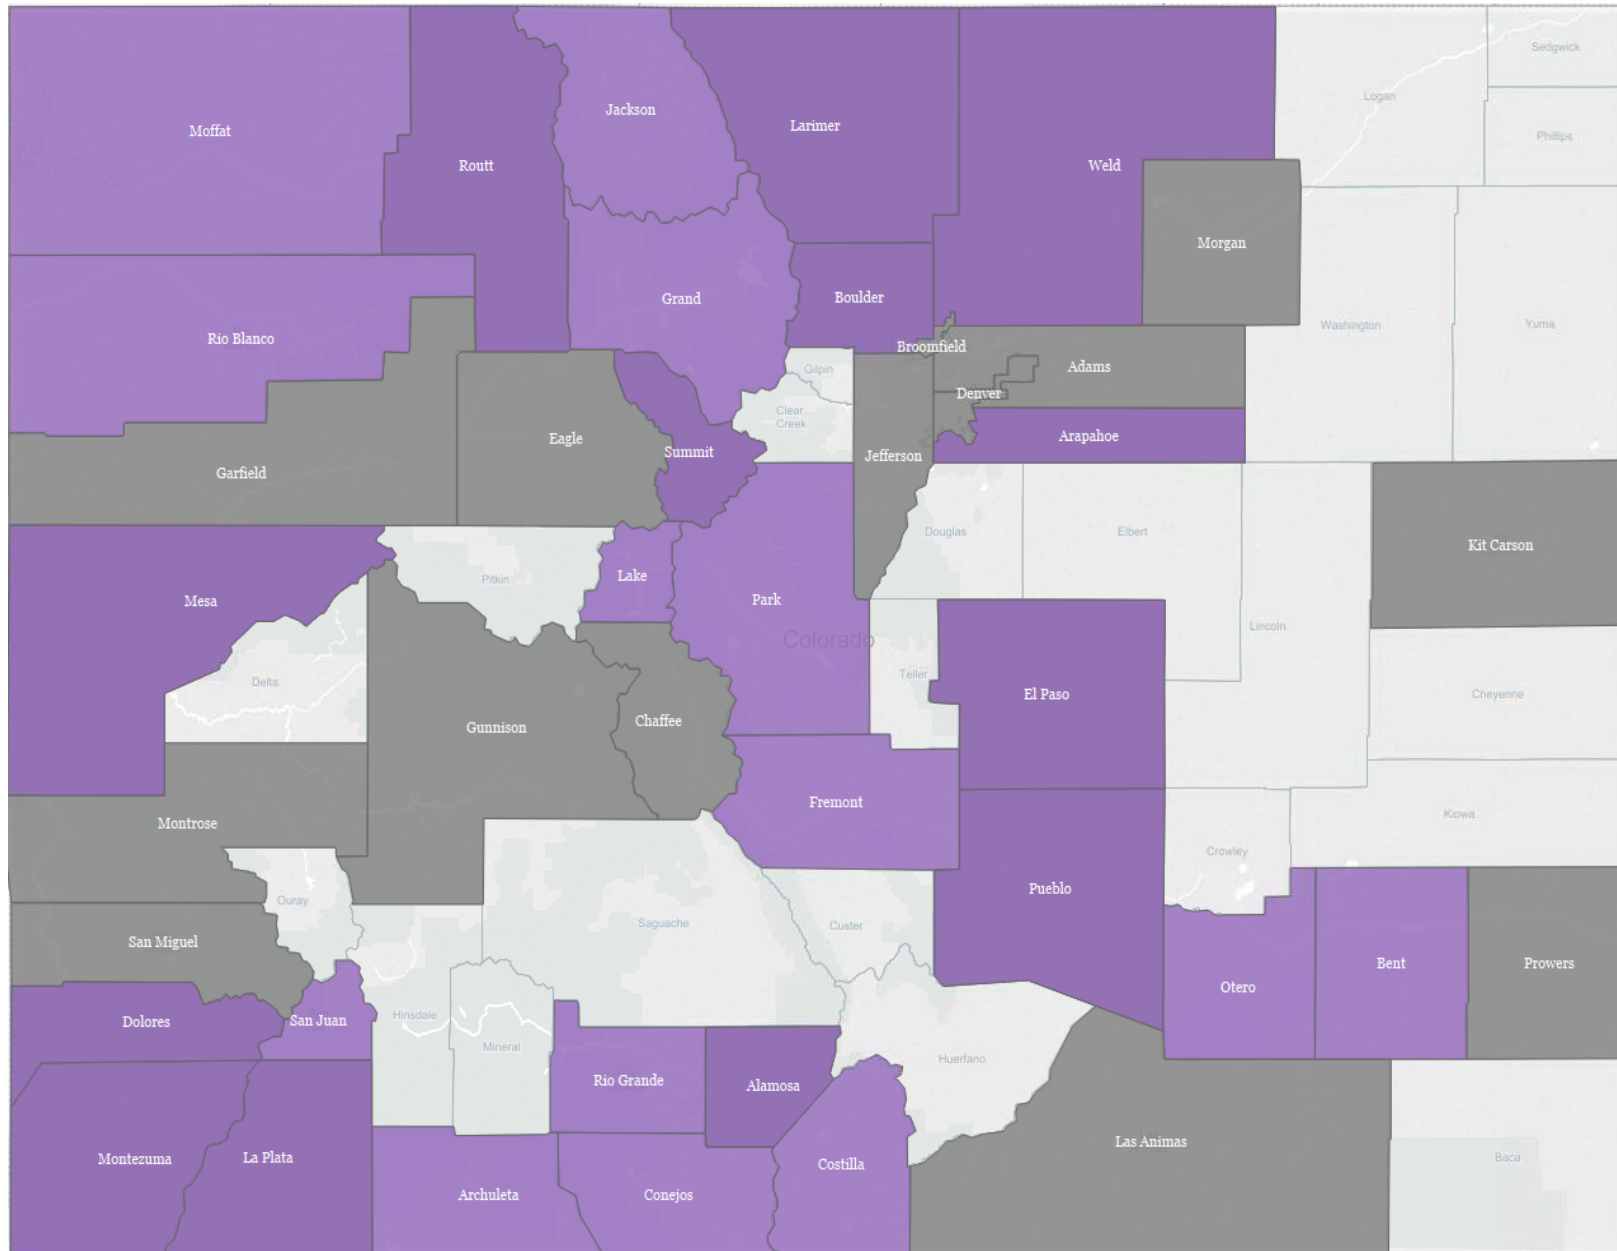 Sedgwick
Logan
Jackson
Larimer
Moffat
Phillips
Routt
Weld
Morgan
Grand
Boulder
Washington
Yuma
Rio Blanco
Broomfield
Gilpin
Adams
Denver
Clear
Creek
Arapahoe
Eagle
Summit
Jefferson
Garfield
Douglas
Elbert
Kit Carson
Pitkin
Lake
Mesa
Park
Lincoln
Colorado
Teller
Delta
El Paso
Cheyenne
Chaffee
Gunnison
Fremont
Kiowa
Montrose
Crowley
Pueblo
Ouray
Saguache
Custer
San Miguel
Bent
Prowers
Otero
Hinsdale
Dolores
San Juan
Mineral
Huerfano
Rio Grande
Alamosa
Las Animas
Montezuma
La Plata
Baca
Costilla
Archuleta
Conejos